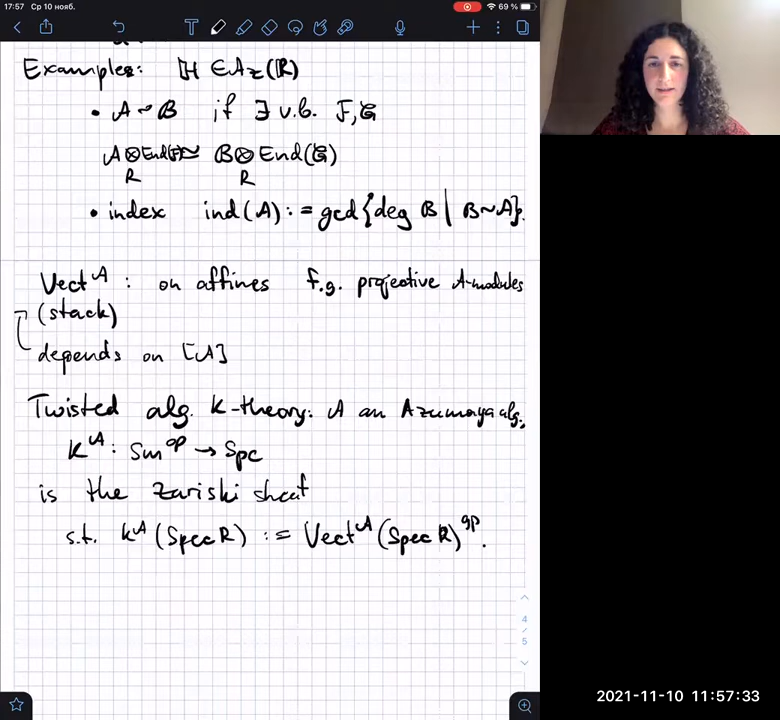 17:57 Ср 10 нояб.
69 %
Examples: ℍ ∈ Az(ℝ)
• A ~ B if ∃ v.b. F, G
A ⊗ End(F) ≃ B ⊗ End(G)
R R
• index ind(A) := gcd{deg B | B~A}.
Vect^A : on affines f.g. projective A-modules
(stack)
depends on [A]
Twisted alg. K-theory: A an Azumaya alg.
K^A : Sm^op → Spc
is the Zariski sheaf
s.t. K^A (Spec R) := Vect^A (Spec R)^gp.
4
/
5
2021-11-10 11:57:33